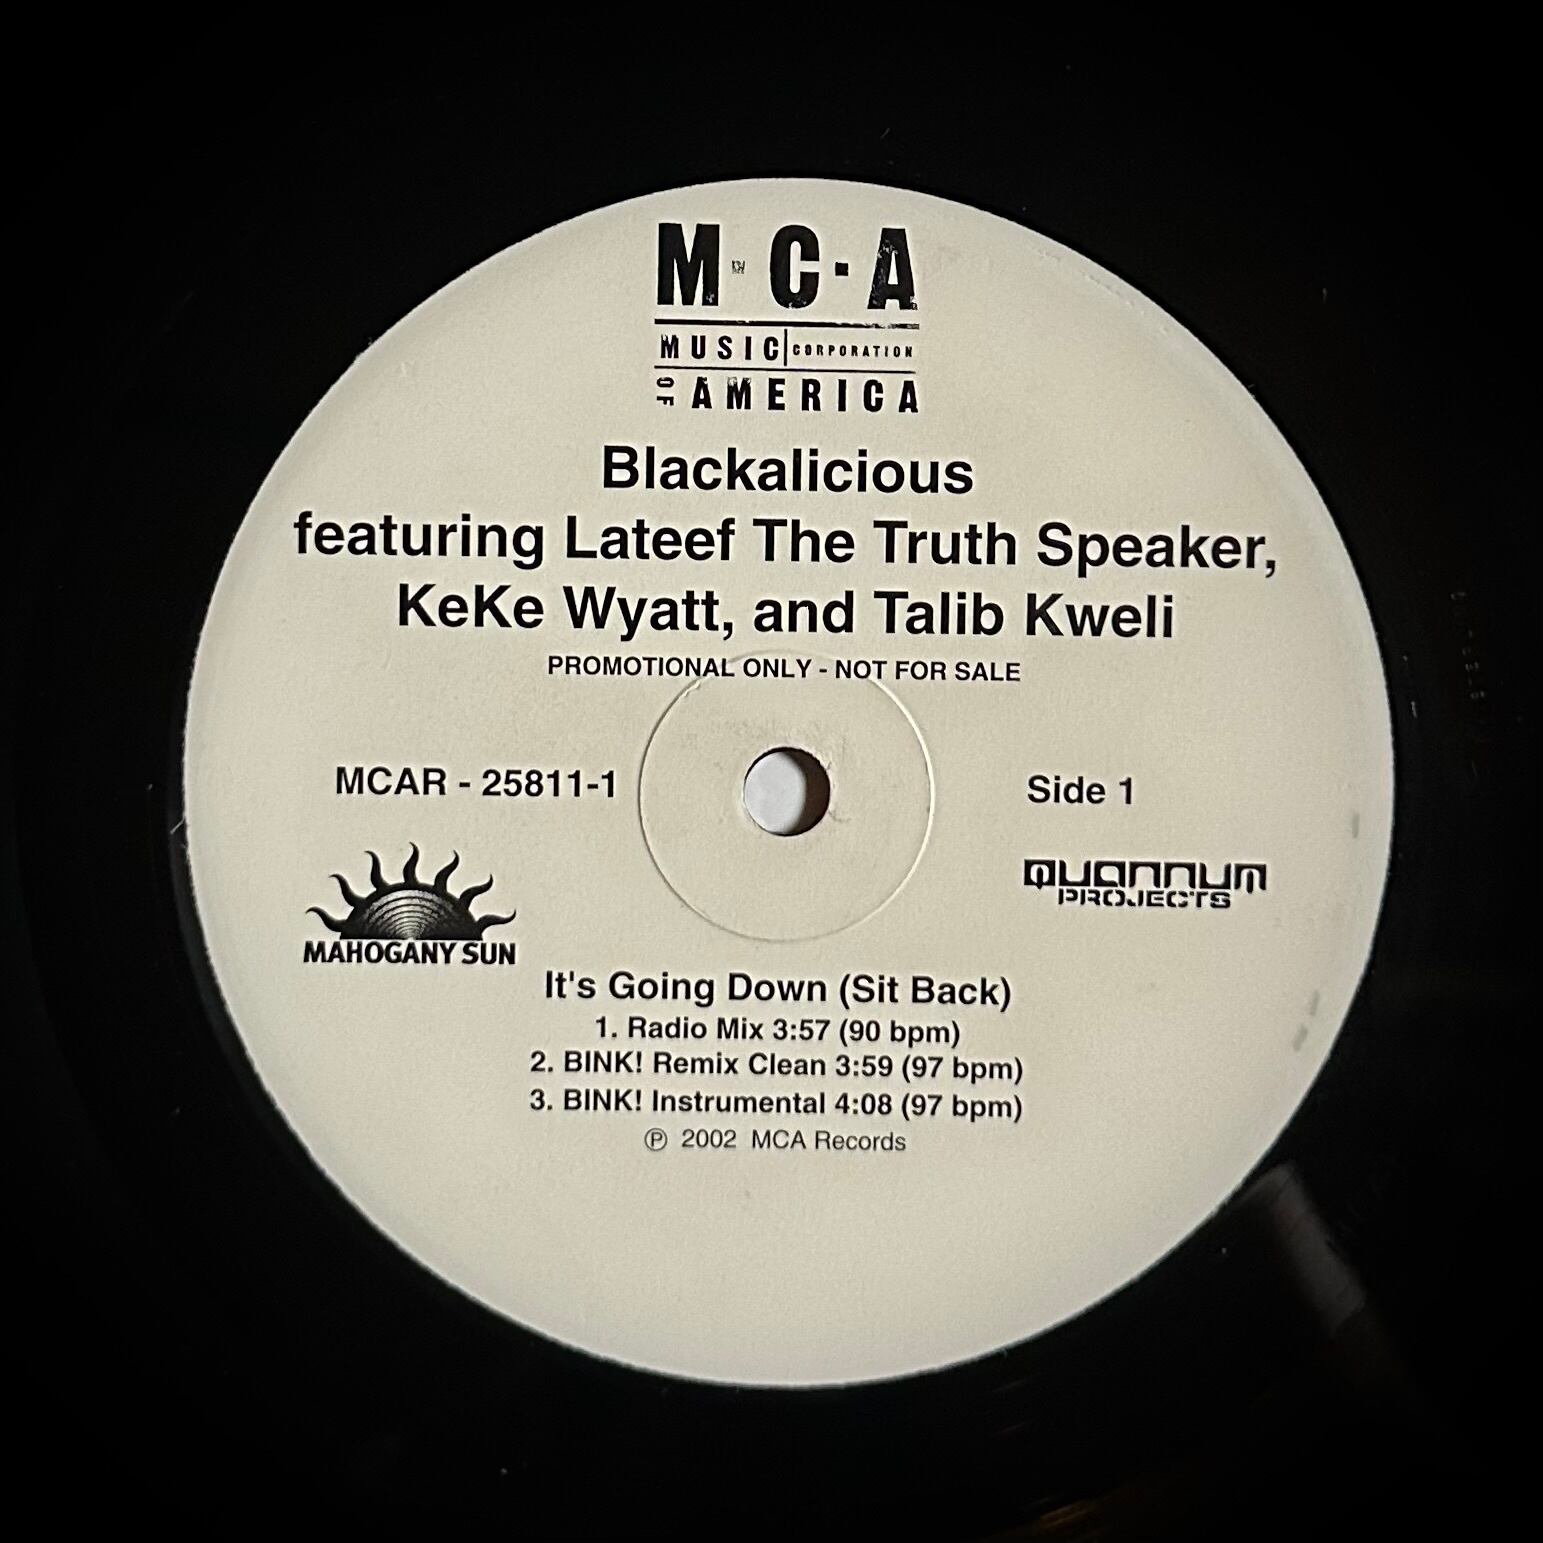 M·C·A
MUSIC CORPORATION
OF AMERICA
Blackalicious
featuring Lateef The Truth Speaker,
KeKe Wyatt, and Talib Kweli
PROMOTIONAL ONLY - NOT FOR SALE
MCAR - 25811-1
Side 1
MAHOGANY SUN
QUANNUM
PROJECTS
It's Going Down (Sit Back)
1. Radio Mix 3:57 (90 bpm)
2. BINK! Remix Clean 3:59 (97 bpm)
3. BINK! Instrumental 4:08 (97 bpm)
℗ 2002 MCA Records